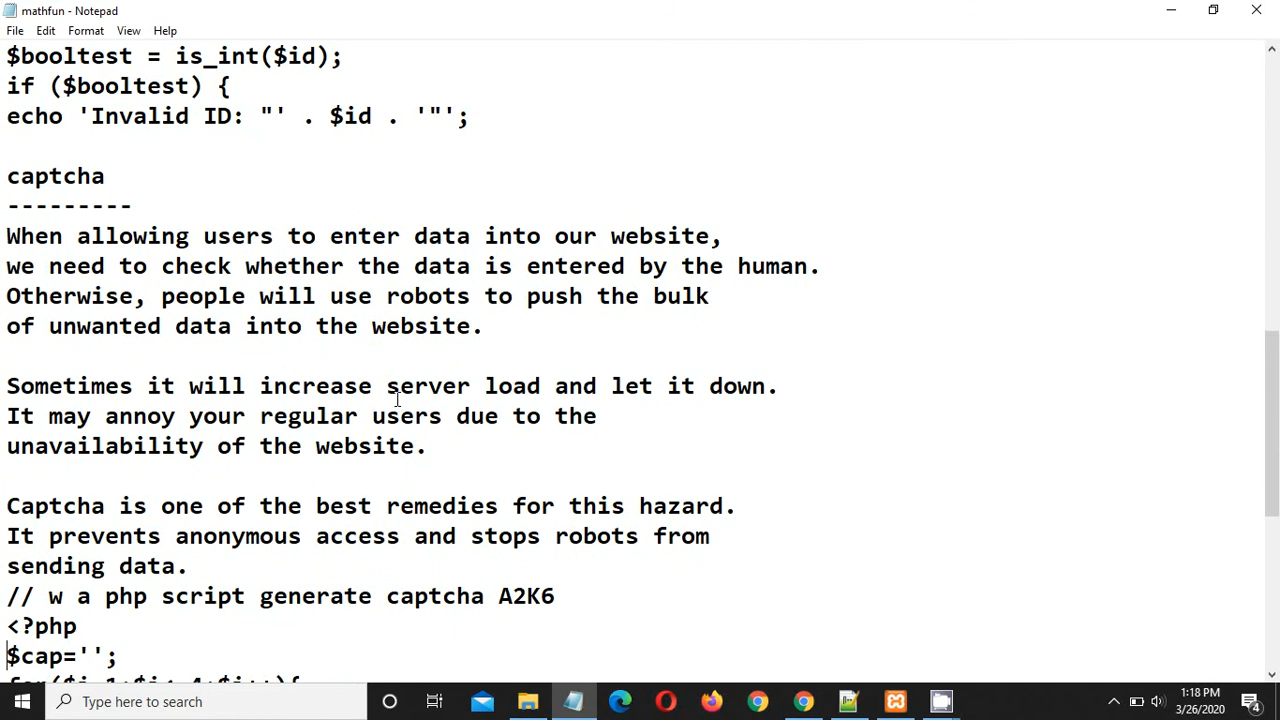 mathfun - Notepad
File Edit Format View Help
$booltest = is_int($id);
if ($booltest) {
echo 'Invalid ID: "' . $id . '"';
captcha
---------
When allowing users to enter data into our website,
we need to check whether the data is entered by the human.
Otherwise, people will use robots to push the bulk
of unwanted data into the website.
Sometimes it will increase server load and let it down.
It may annoy your regular users due to the
unavailability of the website.
Captcha is one of the best remedies for this hazard.
It prevents anonymous access and stops robots from
sending data.
// w a php script generate captcha A2K6
<?php
$cap='';
Type here to search
1:18 PM
3/26/2020
4